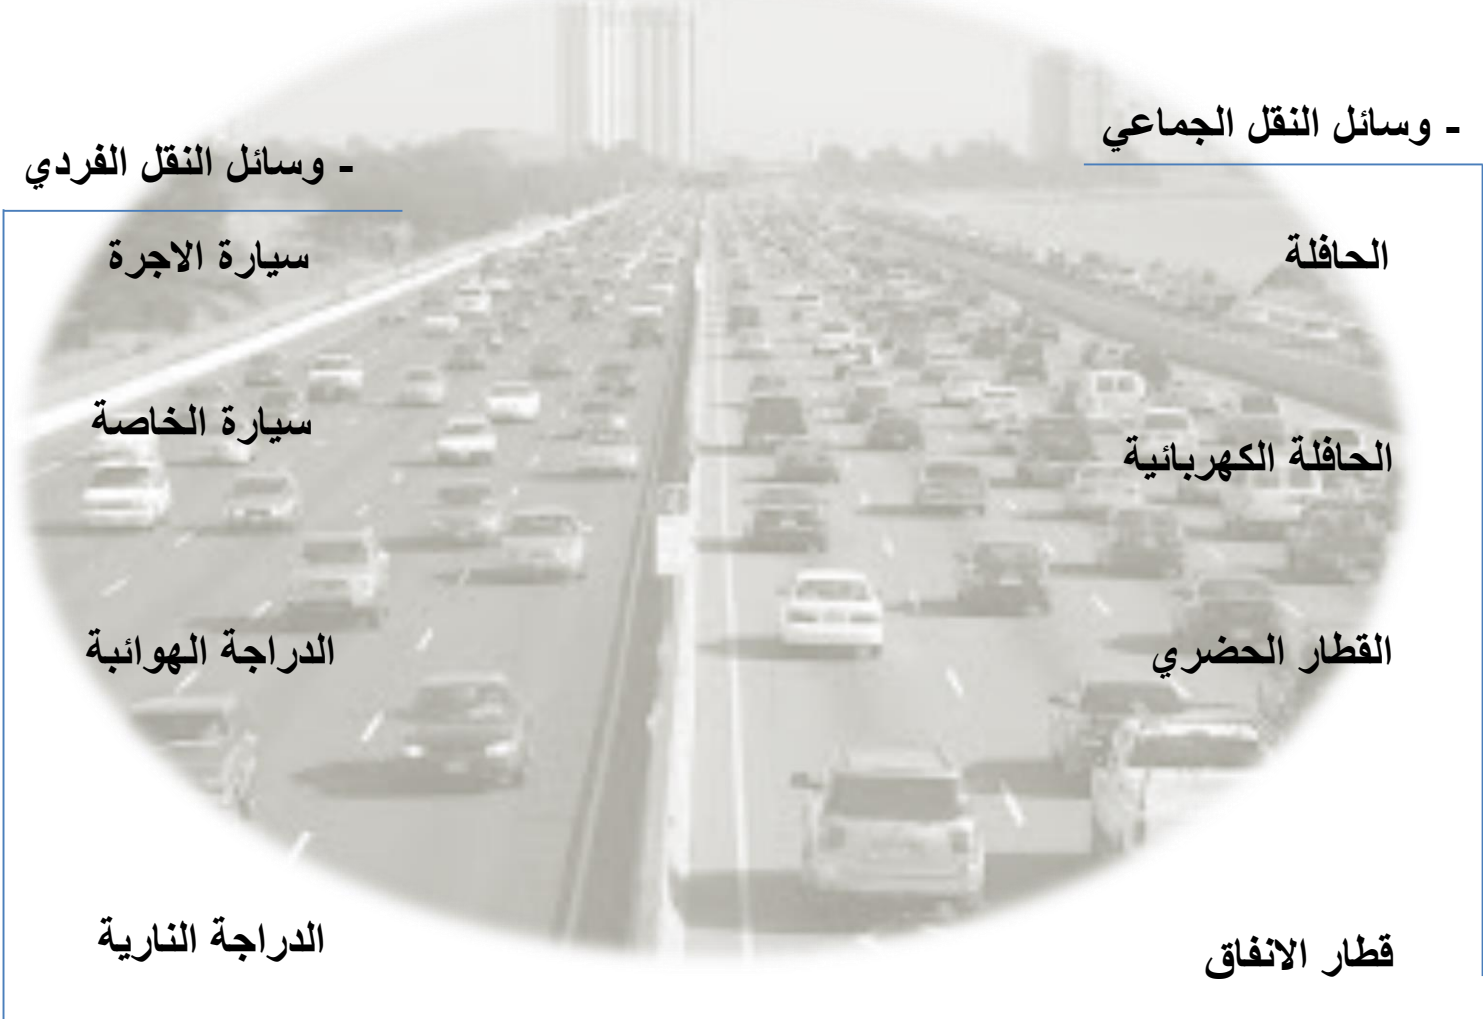 - وسائل النقل الجماعي
الحافلة
الحافلة الكهربائية
القطار الحضري
قطار الانفاق
- وسائل النقل الفردي
سيارة الاجرة
سيارة الخاصة
الدراجة الهوائبة
الدراجة النارية